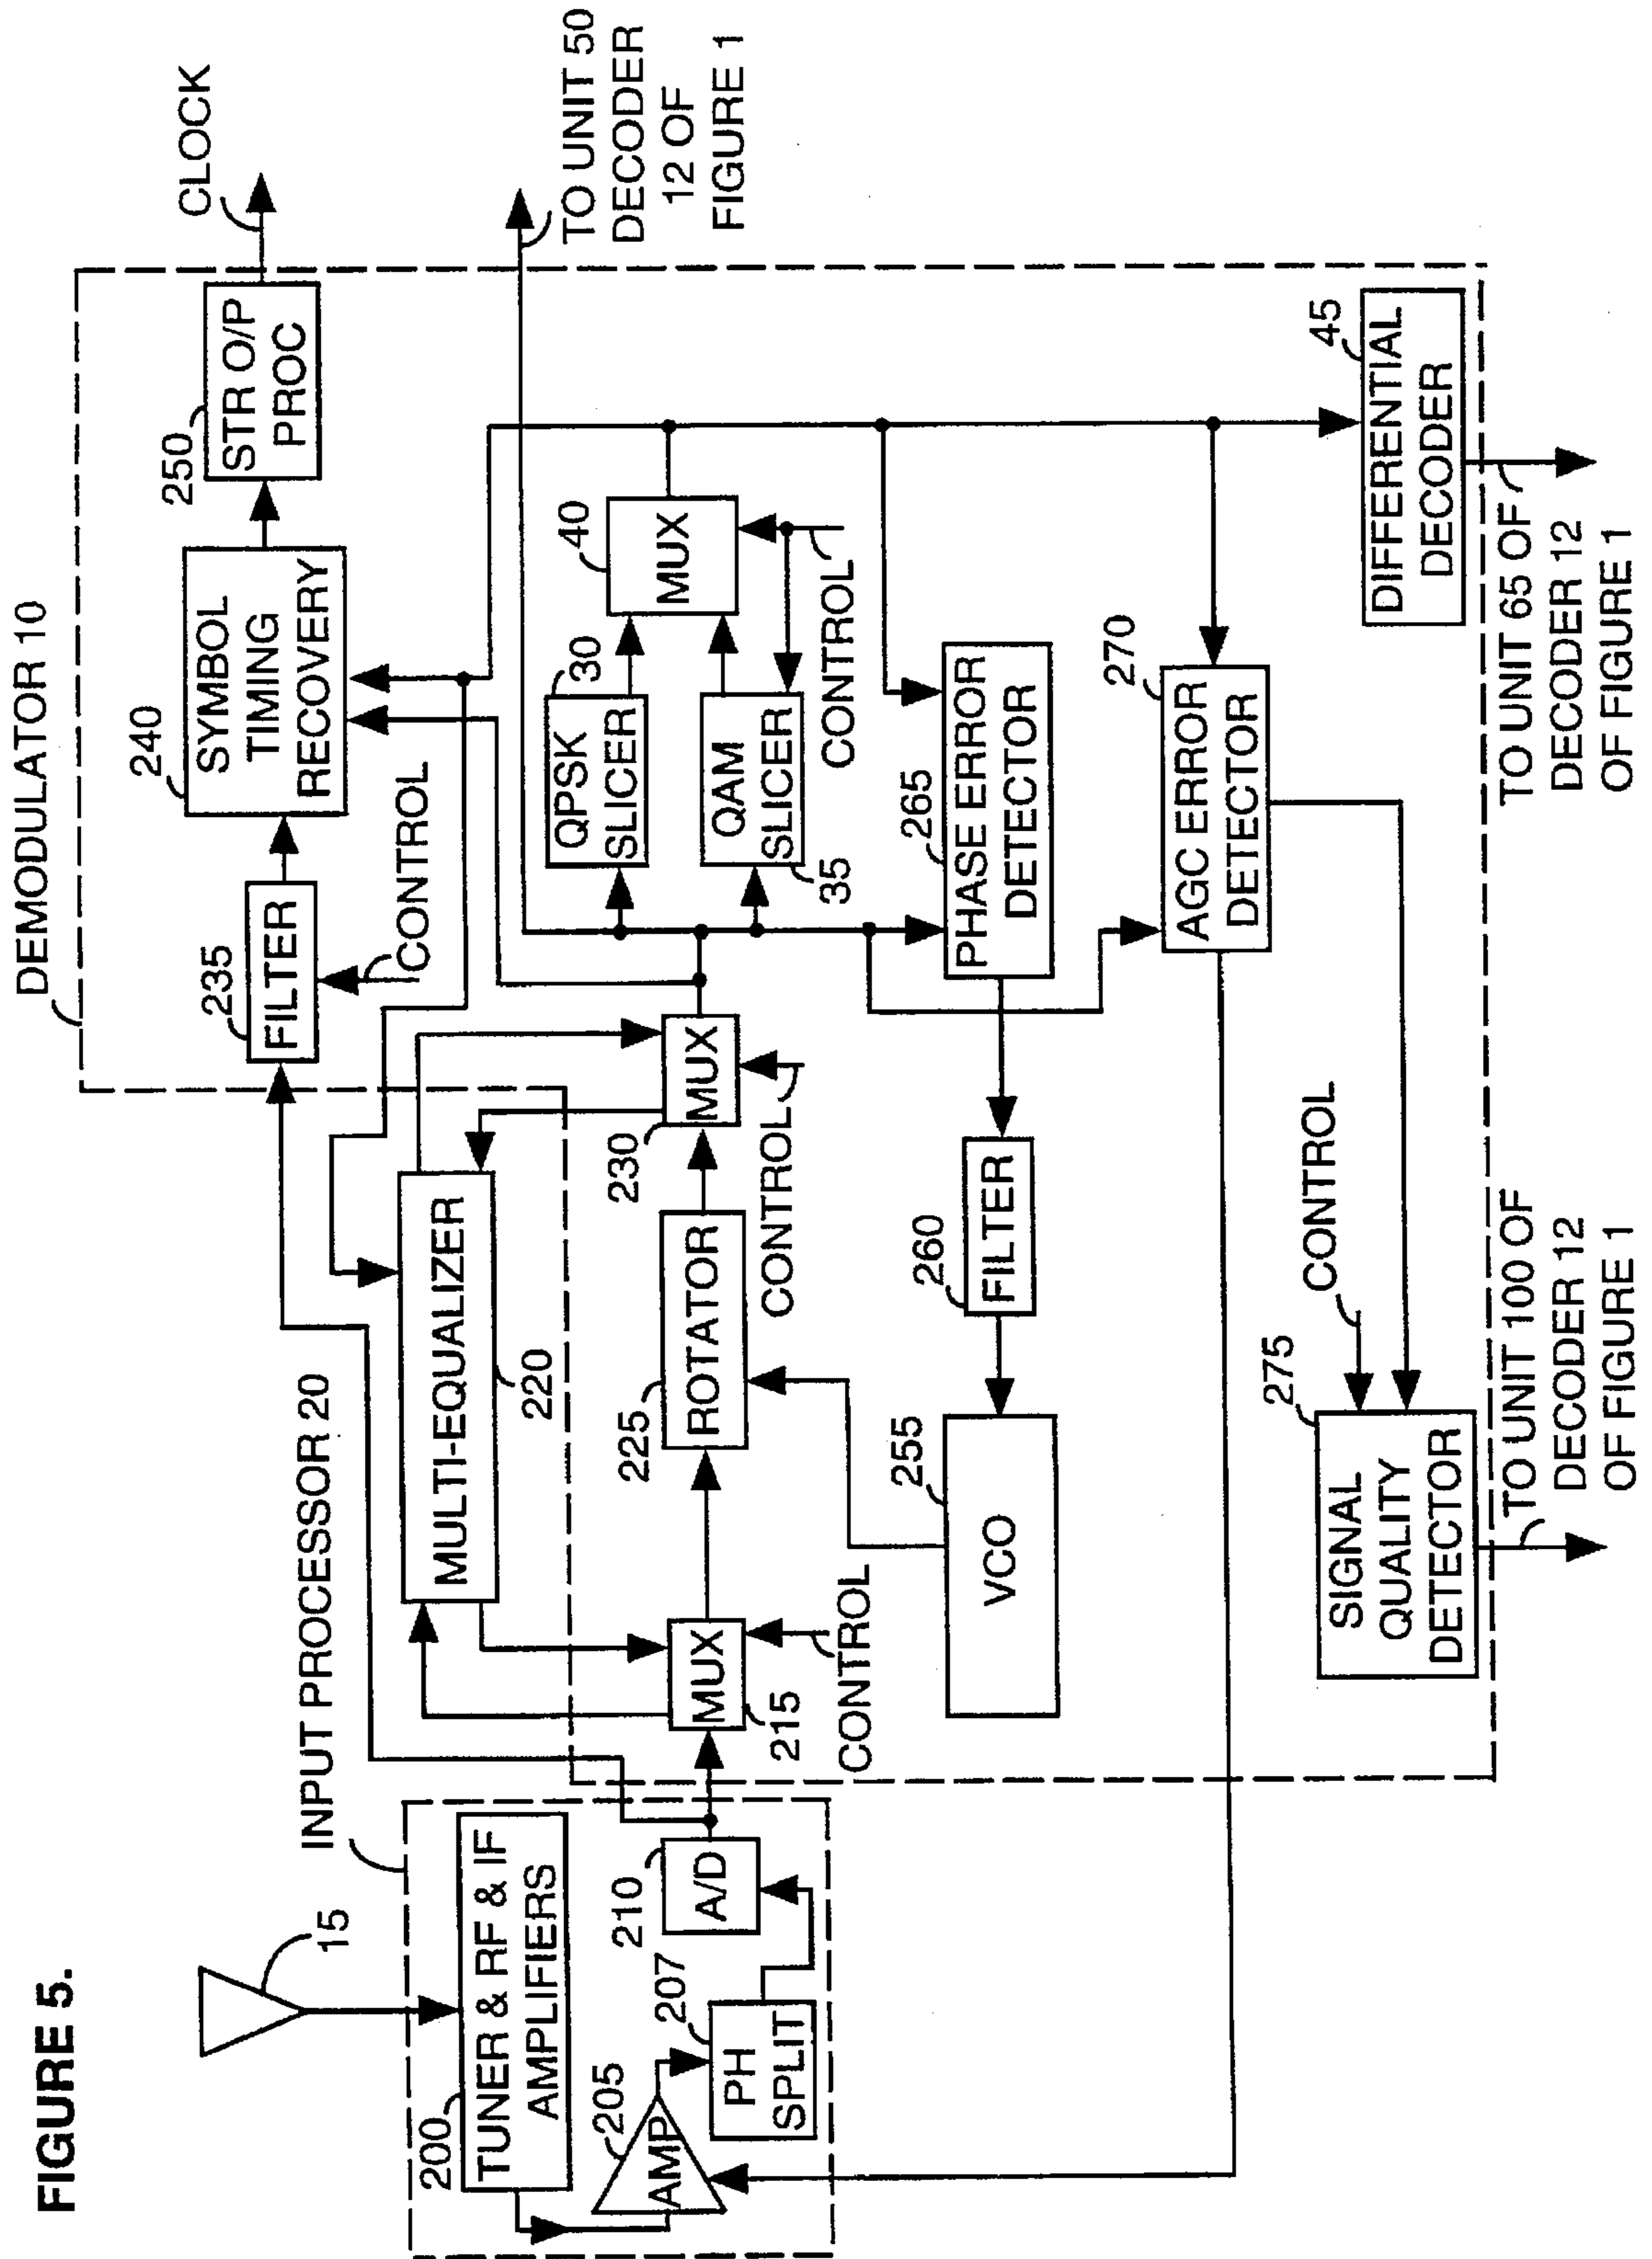 FIGURE 5.
15
INPUT PROCESSOR 20
DEMODULATOR 10
200
TUNER & RF & IF
AMPLIFIERS
205
AMP
207
PH
SPLIT
210
A/D
215
MUX
CONTROL
MULTI-EQUALIZER
220
225
ROTATOR
230
MUX
CONTROL
235
FILTER
CONTROL
240
SYMBOL
TIMING
RECOVERY
250
STR O/P
PROC
CLOCK
TO UNIT 50
DECODER
12 OF
FIGURE 1
QPSK
SLICER
30
QAM
SLICER
35
40
MUX
CONTROL
255
VCO
260
FILTER
265
PHASE ERROR
DETECTOR
270
AGC ERROR
DETECTOR
275
SIGNAL
QUALITY
DETECTOR
CONTROL
TO UNIT 100 OF
DECODER 12
OF FIGURE 1
45
DIFFERENTIAL
DECODER
TO UNIT 65 OF
DECODER 12
OF FIGURE 1